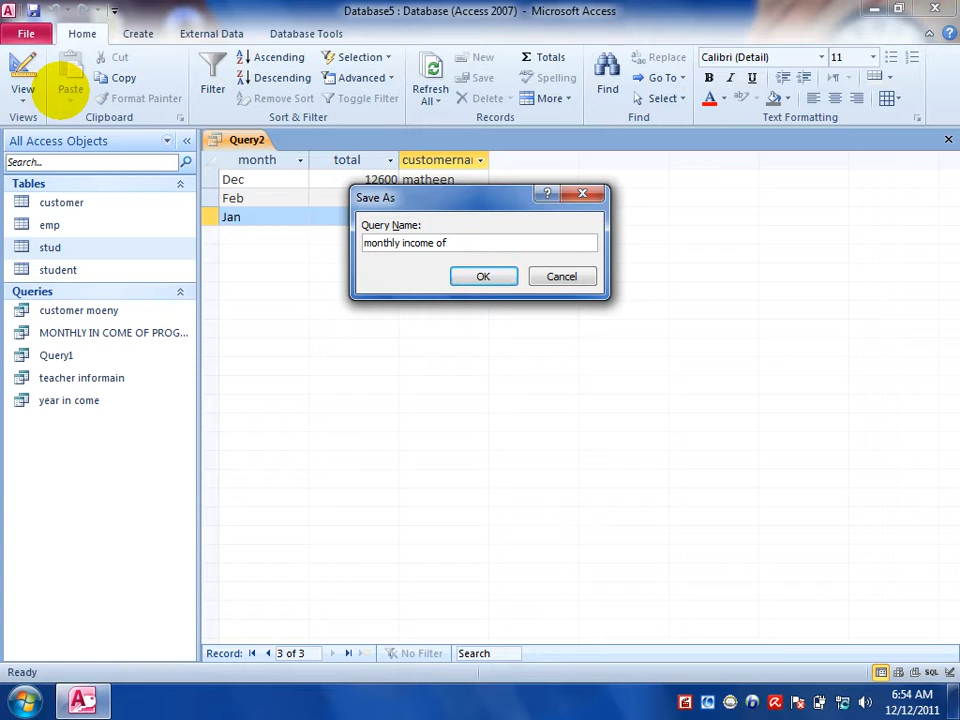 Database5 : Database (Access 2007) - Microsoft Access
File Home Create External Data Database Tools
View Paste Cut Filter Ascending Selection Refresh New Totals Find Replace Calibri (Detail) 11
Copy Descending Advanced Save Spelling Go To B I U
Format Painter Remove Sort Toggle Filter All Delete More Select A ab
Views Clipboard Sort & Filter Records Find Text Formatting
All Access Objects
Search...
Tables
customer
emp
stud
student
Queries
customer moeny
MONTHLY IN COME OF PROG...
Query1
teacher informain
year in come
Query2
month total customernar
Dec 12600 matheen
Feb
Jan
Save As
Query Name:
monthly income of
OK Cancel
Record: 3 of 3 No Filter Search
Ready SQL
6:54 AM
12/12/2011